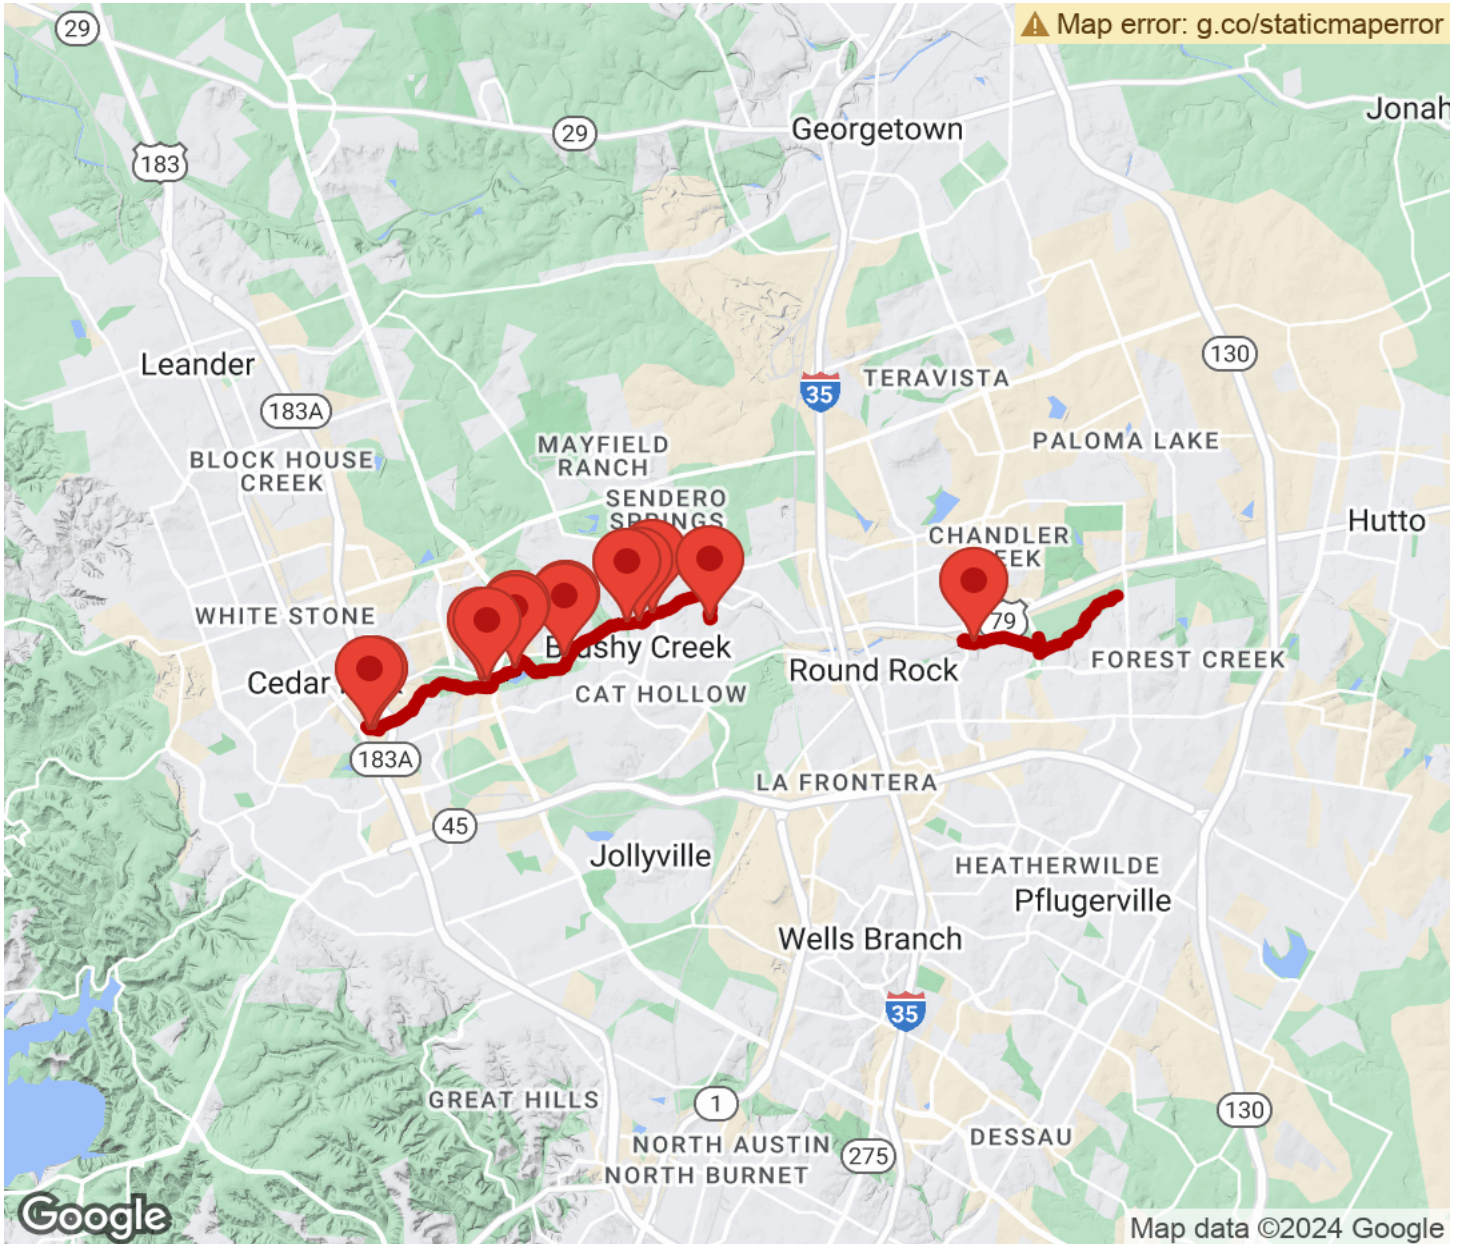 29
Map error: g.co/staticmaperror
Jonah
Georgetown
29
183
130
Leander
35
TERAVISTA
183A
PALOMA LAKE
MAYFIELD
RANCH
BLOCK HOUSE
CREEK
SENDERO
SPRINGS
Hutto
CHANDLER
WHITE STONE
79
Brushy Creek
FOREST CREEK
Round Rock
Cedar
CAT HOLLOW
183A
LA FRONTERA
45
Jollyville
HEATHERWILDE
Pflugerville
Wells Branch
35
GREAT HILLS
1
130
DESSAU
NORTH AUSTIN
275
NORTH BURNET
Google
Map data ©2024 Google